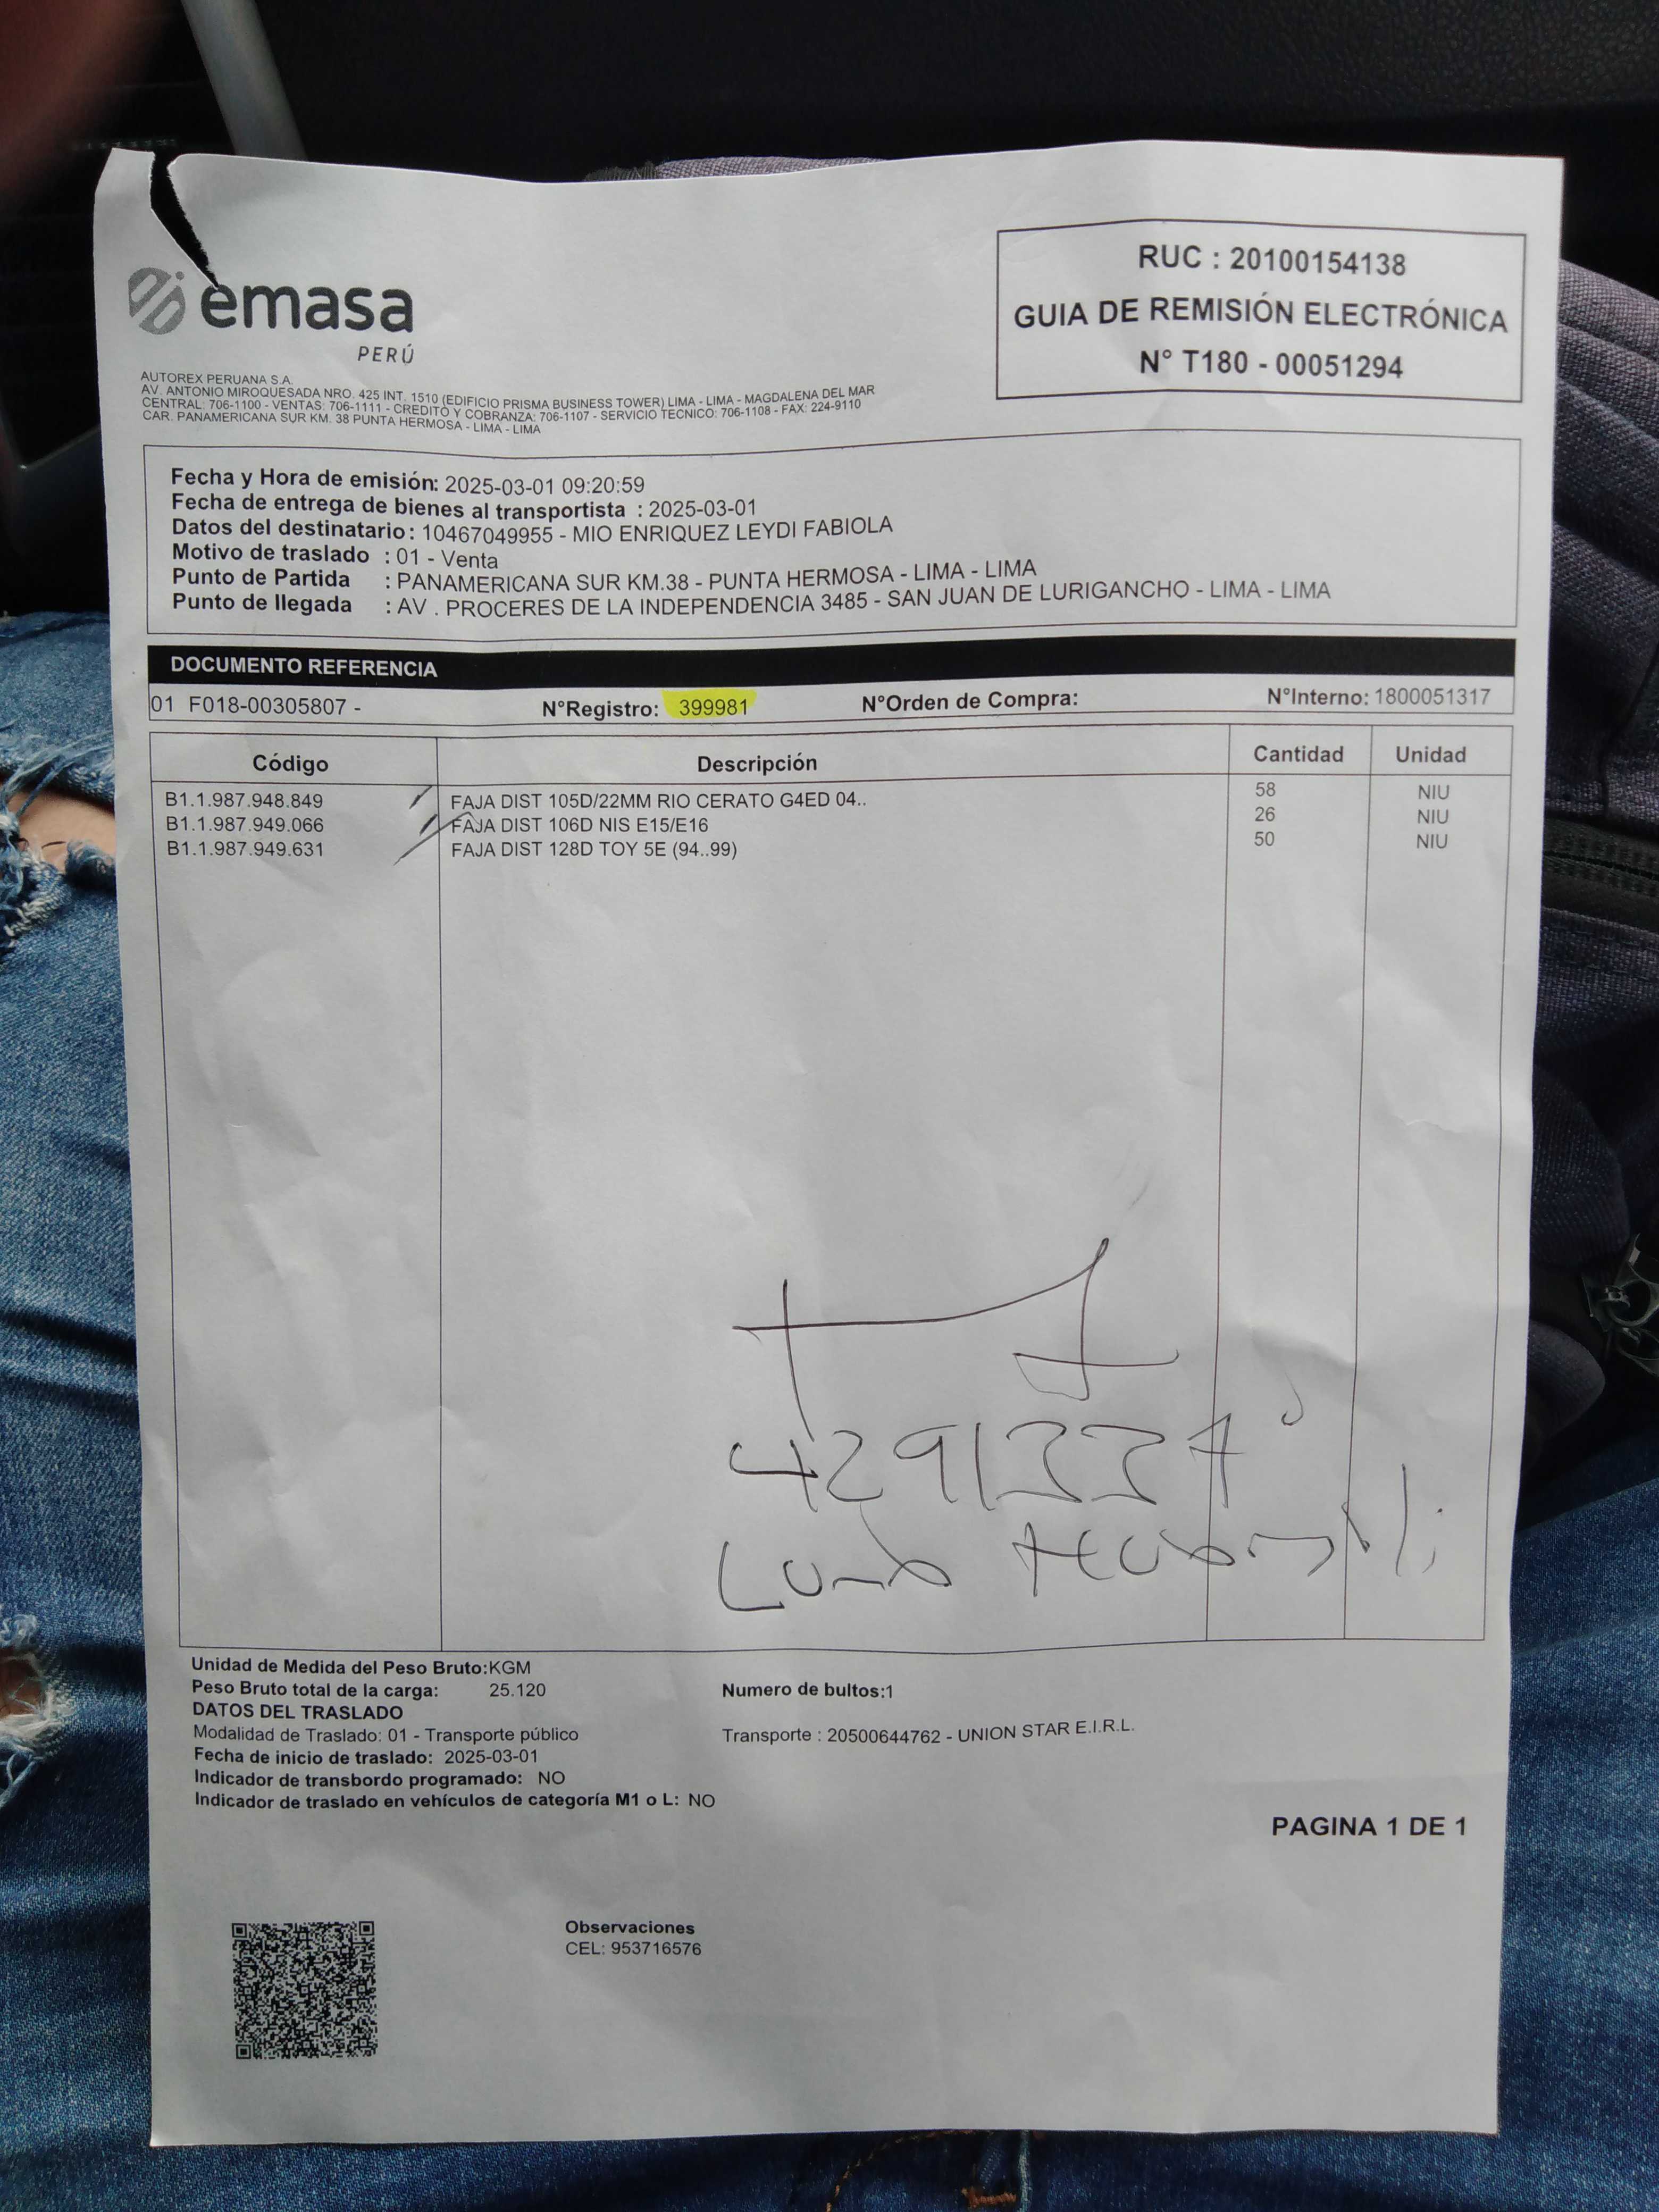 emasa
PERÚ
RUC : 20100154138
GUIA DE REMISIÓN ELECTRÓNICA
N° T180 - 00051294
AUTOREX PERUANA S.A.
AV. ANTONIO MIROQUESADA NRO. 425 INT. 1510 (EDIFICIO PRISMA BUSINESS TOWER) LIMA - LIMA - MAGDALENA DEL MAR
CENTRAL: 706-1100 - VENTAS: 706-1111 - CREDITO Y COBRANZA: 706-1107 - SERVICIO TECNICO: 706-1108 - FAX: 224-9110
CAR. PANAMERICANA SUR KM. 38 PUNTA HERMOSA - LIMA - LIMA
Fecha y Hora de emisión: 2025-03-01 09:20:59
Fecha de entrega de bienes al transportista : 2025-03-01
Datos del destinatario: 10467049955 - MIO ENRIQUEZ LEYDI FABIOLA
Motivo de traslado : 01 - Venta
Punto de Partida : PANAMERICANA SUR KM.38 - PUNTA HERMOSA - LIMA - LIMA
Punto de llegada : AV . PROCERES DE LA INDEPENDENCIA 3485 - SAN JUAN DE LURIGANCHO - LIMA - LIMA
DOCUMENTO REFERENCIA
01 F018-00305807 - N°Registro: 399981 N°Orden de Compra: N°Interno: 1800051317
Código Descripción Cantidad Unidad
B1.1.987.948.849 FAJA DIST 105D/22MM RIO CERATO G4ED 04.. 58 NIU
B1.1.987.949.066 FAJA DIST 106D NIS E15/E16 26 NIU
B1.1.987.949.631 FAJA DIST 128D TOY 5E (94..99) 50 NIU
42913337
Unidad de Medida del Peso Bruto:KGM
Peso Bruto total de la carga: 25.120 Numero de bultos:1
DATOS DEL TRASLADO
Modalidad de Traslado: 01 - Transporte público Transporte : 20500644762 - UNION STAR E.I.R.L.
Fecha de inicio de traslado: 2025-03-01
Indicador de transbordo programado: NO
Indicador de traslado en vehículos de categoría M1 o L: NO
PAGINA 1 DE 1
Observaciones
CEL: 953716576